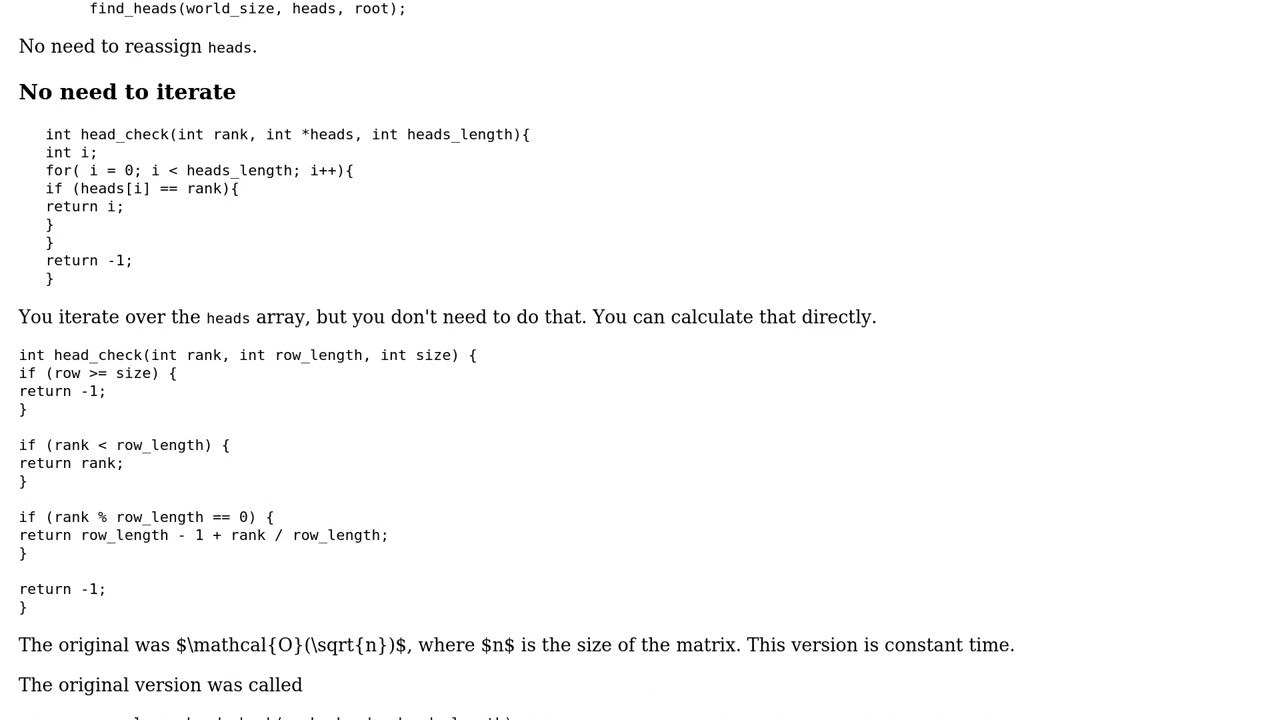 find_heads(world_size, heads, root);
No need to reassign heads.
No need to iterate
int head_check(int rank, int *heads, int heads_length){
int i;
for( i = 0; i < heads_length; i++){
if (heads[i] == rank){
return i;
}
}
return -1;
}
You iterate over the heads array, but you don't need to do that. You can calculate that directly.
int head_check(int rank, int row_length, int size) {
if (row >= size) {
return -1;
}
if (rank < row_length) {
return rank;
}
if (rank % row_length == 0) {
return row_length - 1 + rank / row_length;
}
return -1;
}
The original was $\mathcal{O}(\sqrt{n})$, where $n$ is the size of the matrix. This version is constant time.
The original version was called